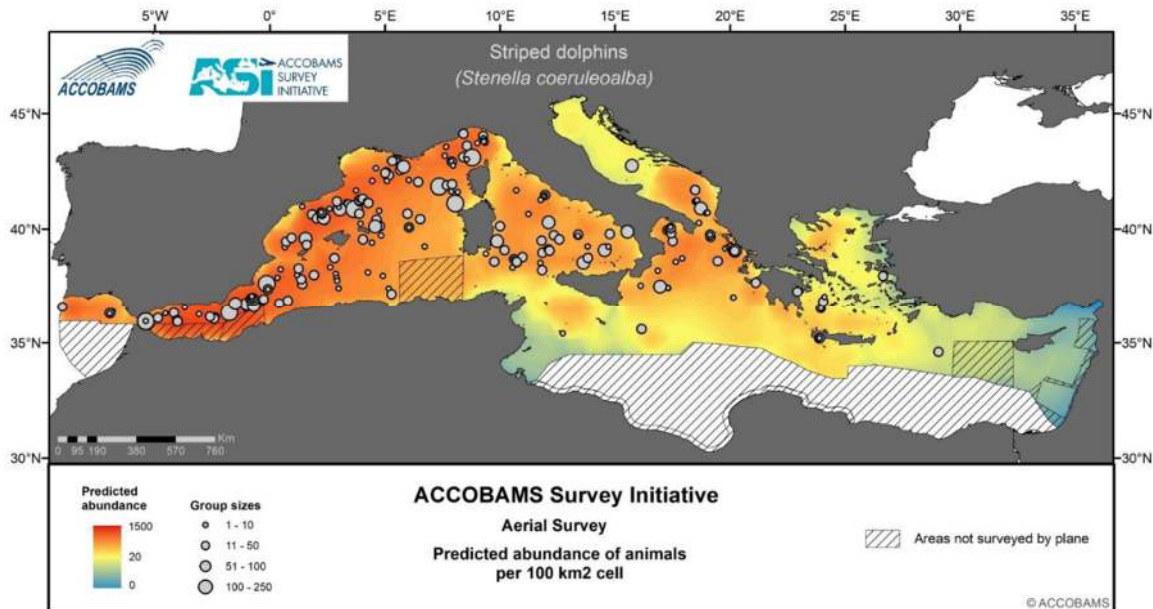 5°W 0° 5°E 10°E 15°E 20°E 25°E 30°E 35°E
ACCOBAMS
ASI ACCOBAMS
SURVEY
INITIATIVE
Striped dolphins
(Stenella coeruleoalba)
45°N 45°N
40°N 40°N
35°N 35°N
30°N 30°N
Km
0 95 190 380 570 760
Predicted
abundance
1500
20
0
Group sizes
1 - 10
11 - 50
51 - 100
100 - 250
ACCOBAMS Survey Initiative
Aerial Survey
Predicted abundance of animals
per 100 km2 cell
Areas not surveyed by plane
© ACCOBAMS